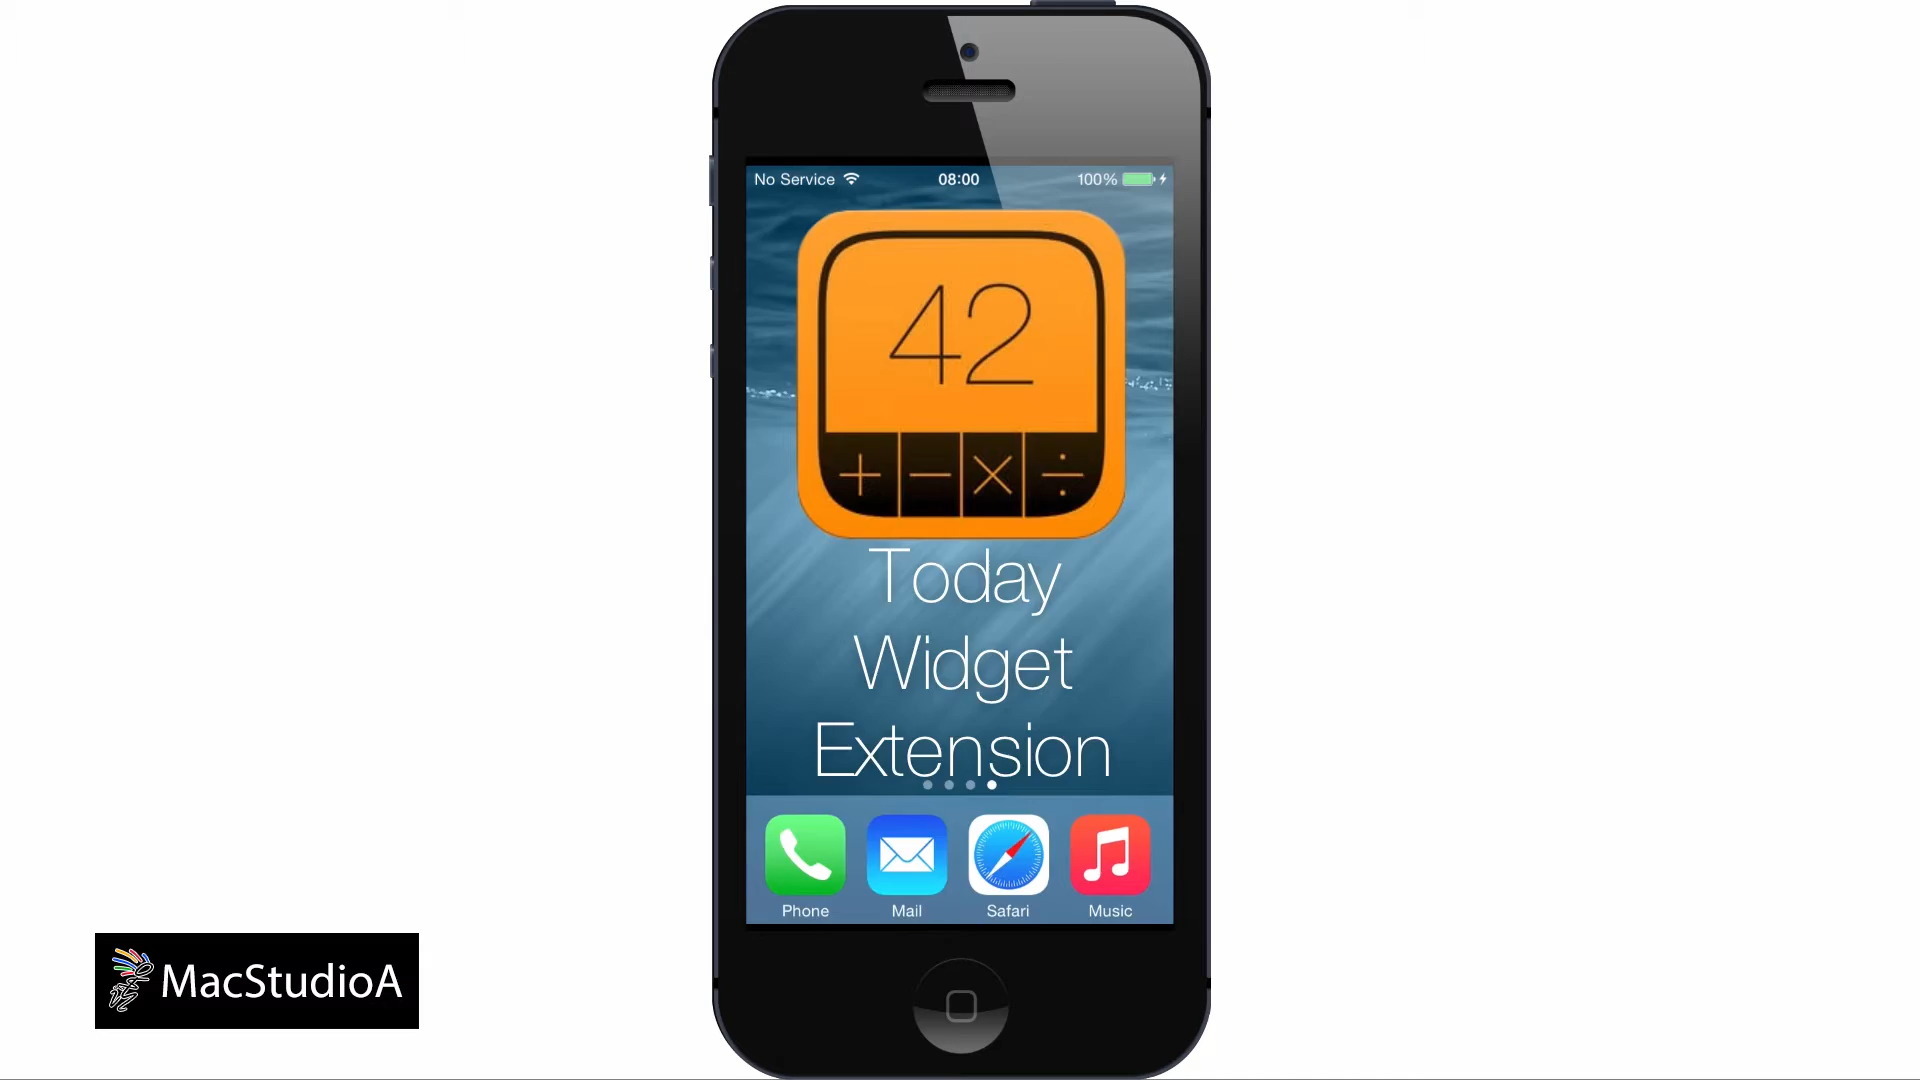 No Service 08:00 100%
42
+ − × ÷
Today
Widget
Extension
Phone Mail Safari Music
MacStudioA